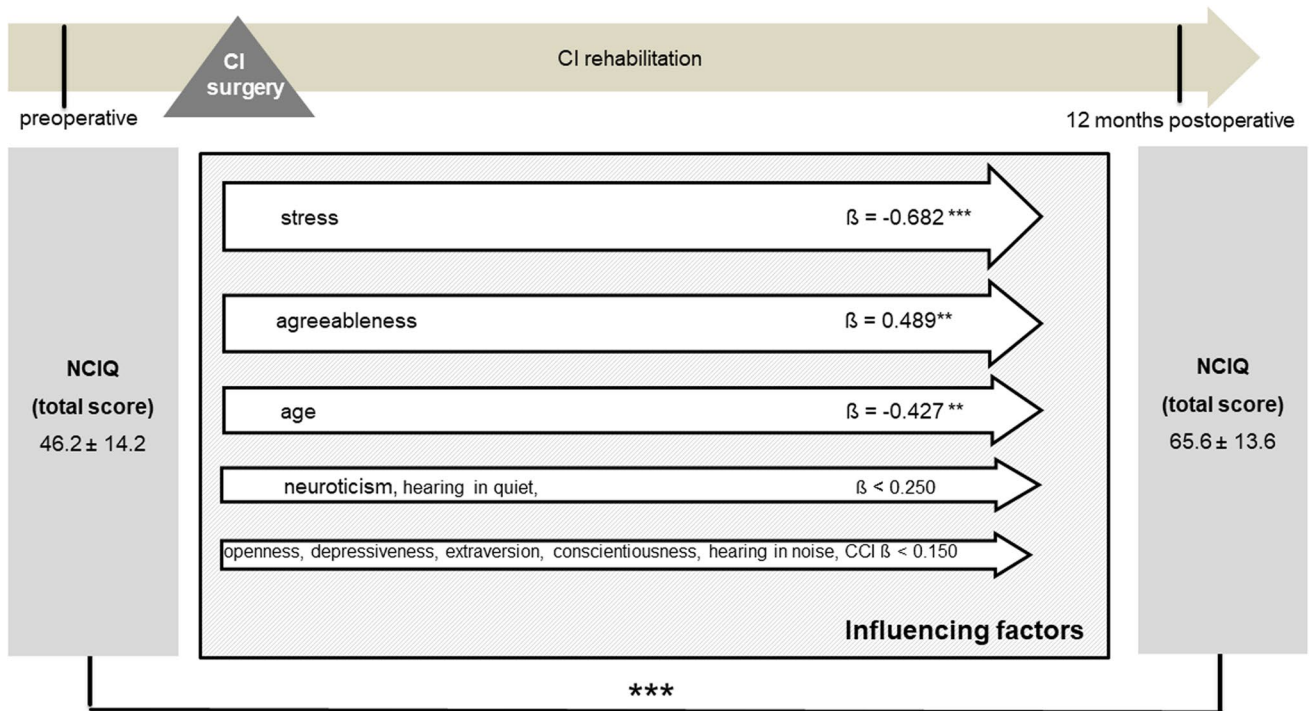 CI
surgery
CI rehabilitation
preoperative
12 months postoperative
NCIQ
(total score)
46.2 ± 14.2
stress ß = -0.682 ***
agreeableness ß = 0.489**
age ß = -0.427 **
neuroticism, hearing in quiet, ß < 0.250
openness, depressiveness, extraversion, conscientiousness, hearing in noise, CCI ß < 0.150
Influencing factors
NCIQ
(total score)
65.6 ± 13.6
***